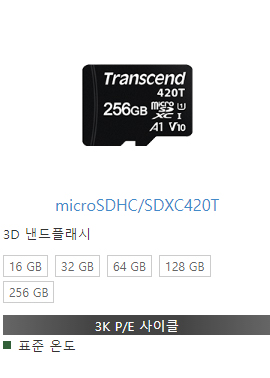 Transcend
420T
256GB micro SD XC I U1
A1 V10
microSDHC/SDXC420T
3D 낸드플래시
16 GB 32 GB 64 GB 128 GB
256 GB
3K P/E 사이클
표준 온도